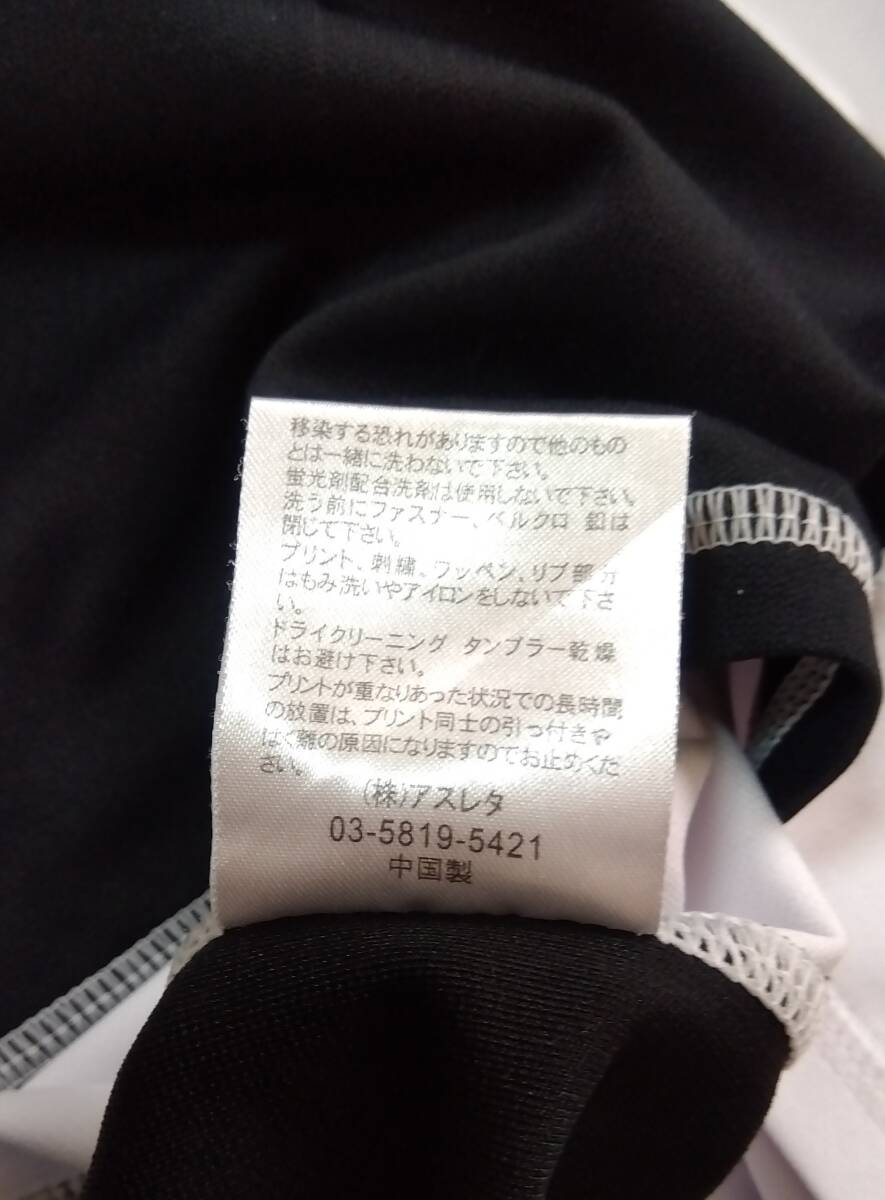 移染する恐れがありますので他のもの
とは一緒に洗わないで下さい。
蛍光剤配合洗剤は使用しないで下さい。
洗う前にファスナー、ベルクロ 釦は
閉じて下さい。
プリント、刺繍、ワッペン、リブ部分
はもみ洗いやアイロンをしないで下さ
い。
ドライクリーニング タンブラー乾燥
はお避け下さい。
プリントが重なりあった状況での長時間
の放置は、プリント同士の引っ付きや
はく離の原因になりますのでお止めくだ
さい。
(株)アスレタ
03-5819-5421
中国製